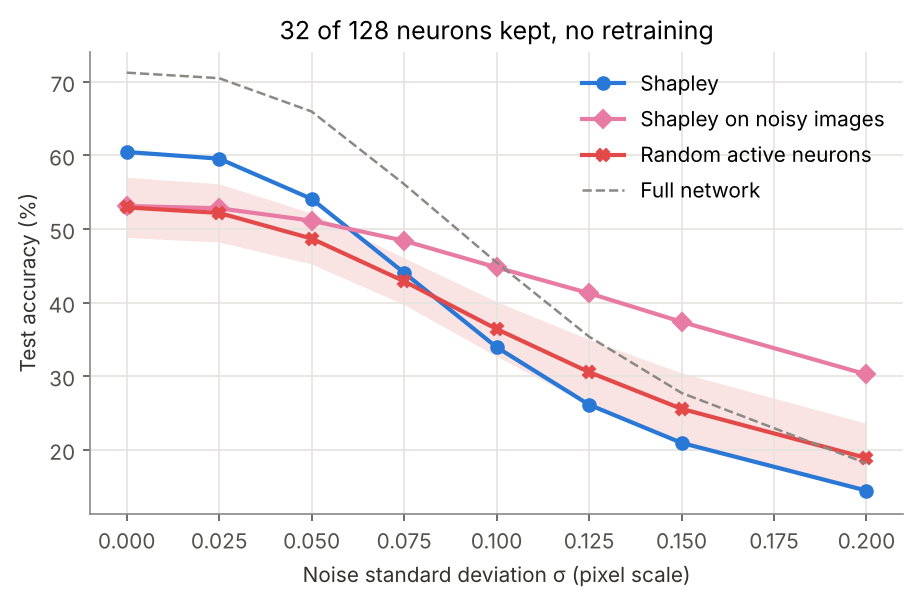 32 of 128 neurons kept, no retraining
Shapley
Shapley on noisy images
Random active neurons
Full network
Test accuracy (%)
70
60
50
40
30
20
0.000 0.025 0.050 0.075 0.100 0.125 0.150 0.175 0.200
Noise standard deviation σ (pixel scale)